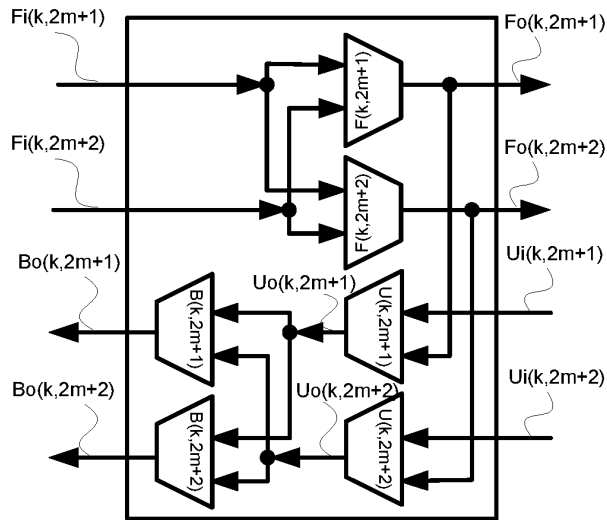 Fi(k,2m+1)
Fo(k,2m+1)
F(k,2m+1)
Fi(k,2m+2)
Fo(k,2m+2)
F(k,2m+2)
Bo(k,2m+1)
Uo(k,2m+1)
Ui(k,2m+1)
B(k,2m+1)
U(k,2m+1)
Bo(k,2m+2)
Uo(k,2m+2)
Ui(k,2m+2)
B(k,2m+2)
U(k,2m+2)